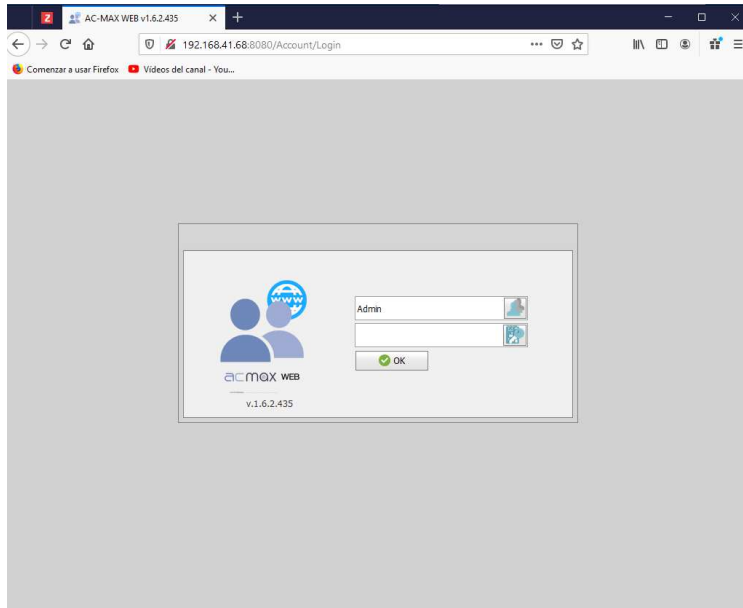 Z
AC-MAX WEB v1.6.2.435
192.168.41.68:8080/Account/Login
Comenzar a usar Firefox
Vídeos del canal - You...
www
Admin
OK
acmax WEB
v.1.6.2.435